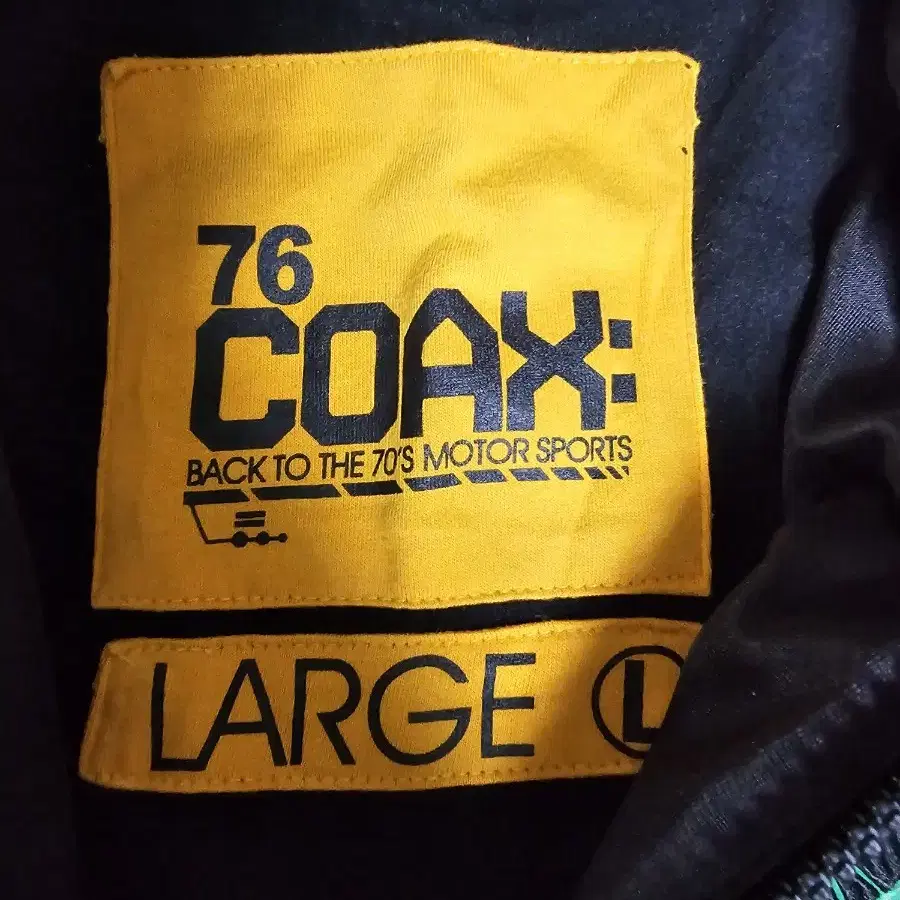 76
COAX:
BACK TO THE 70'S MOTOR SPORTS
LARGE L